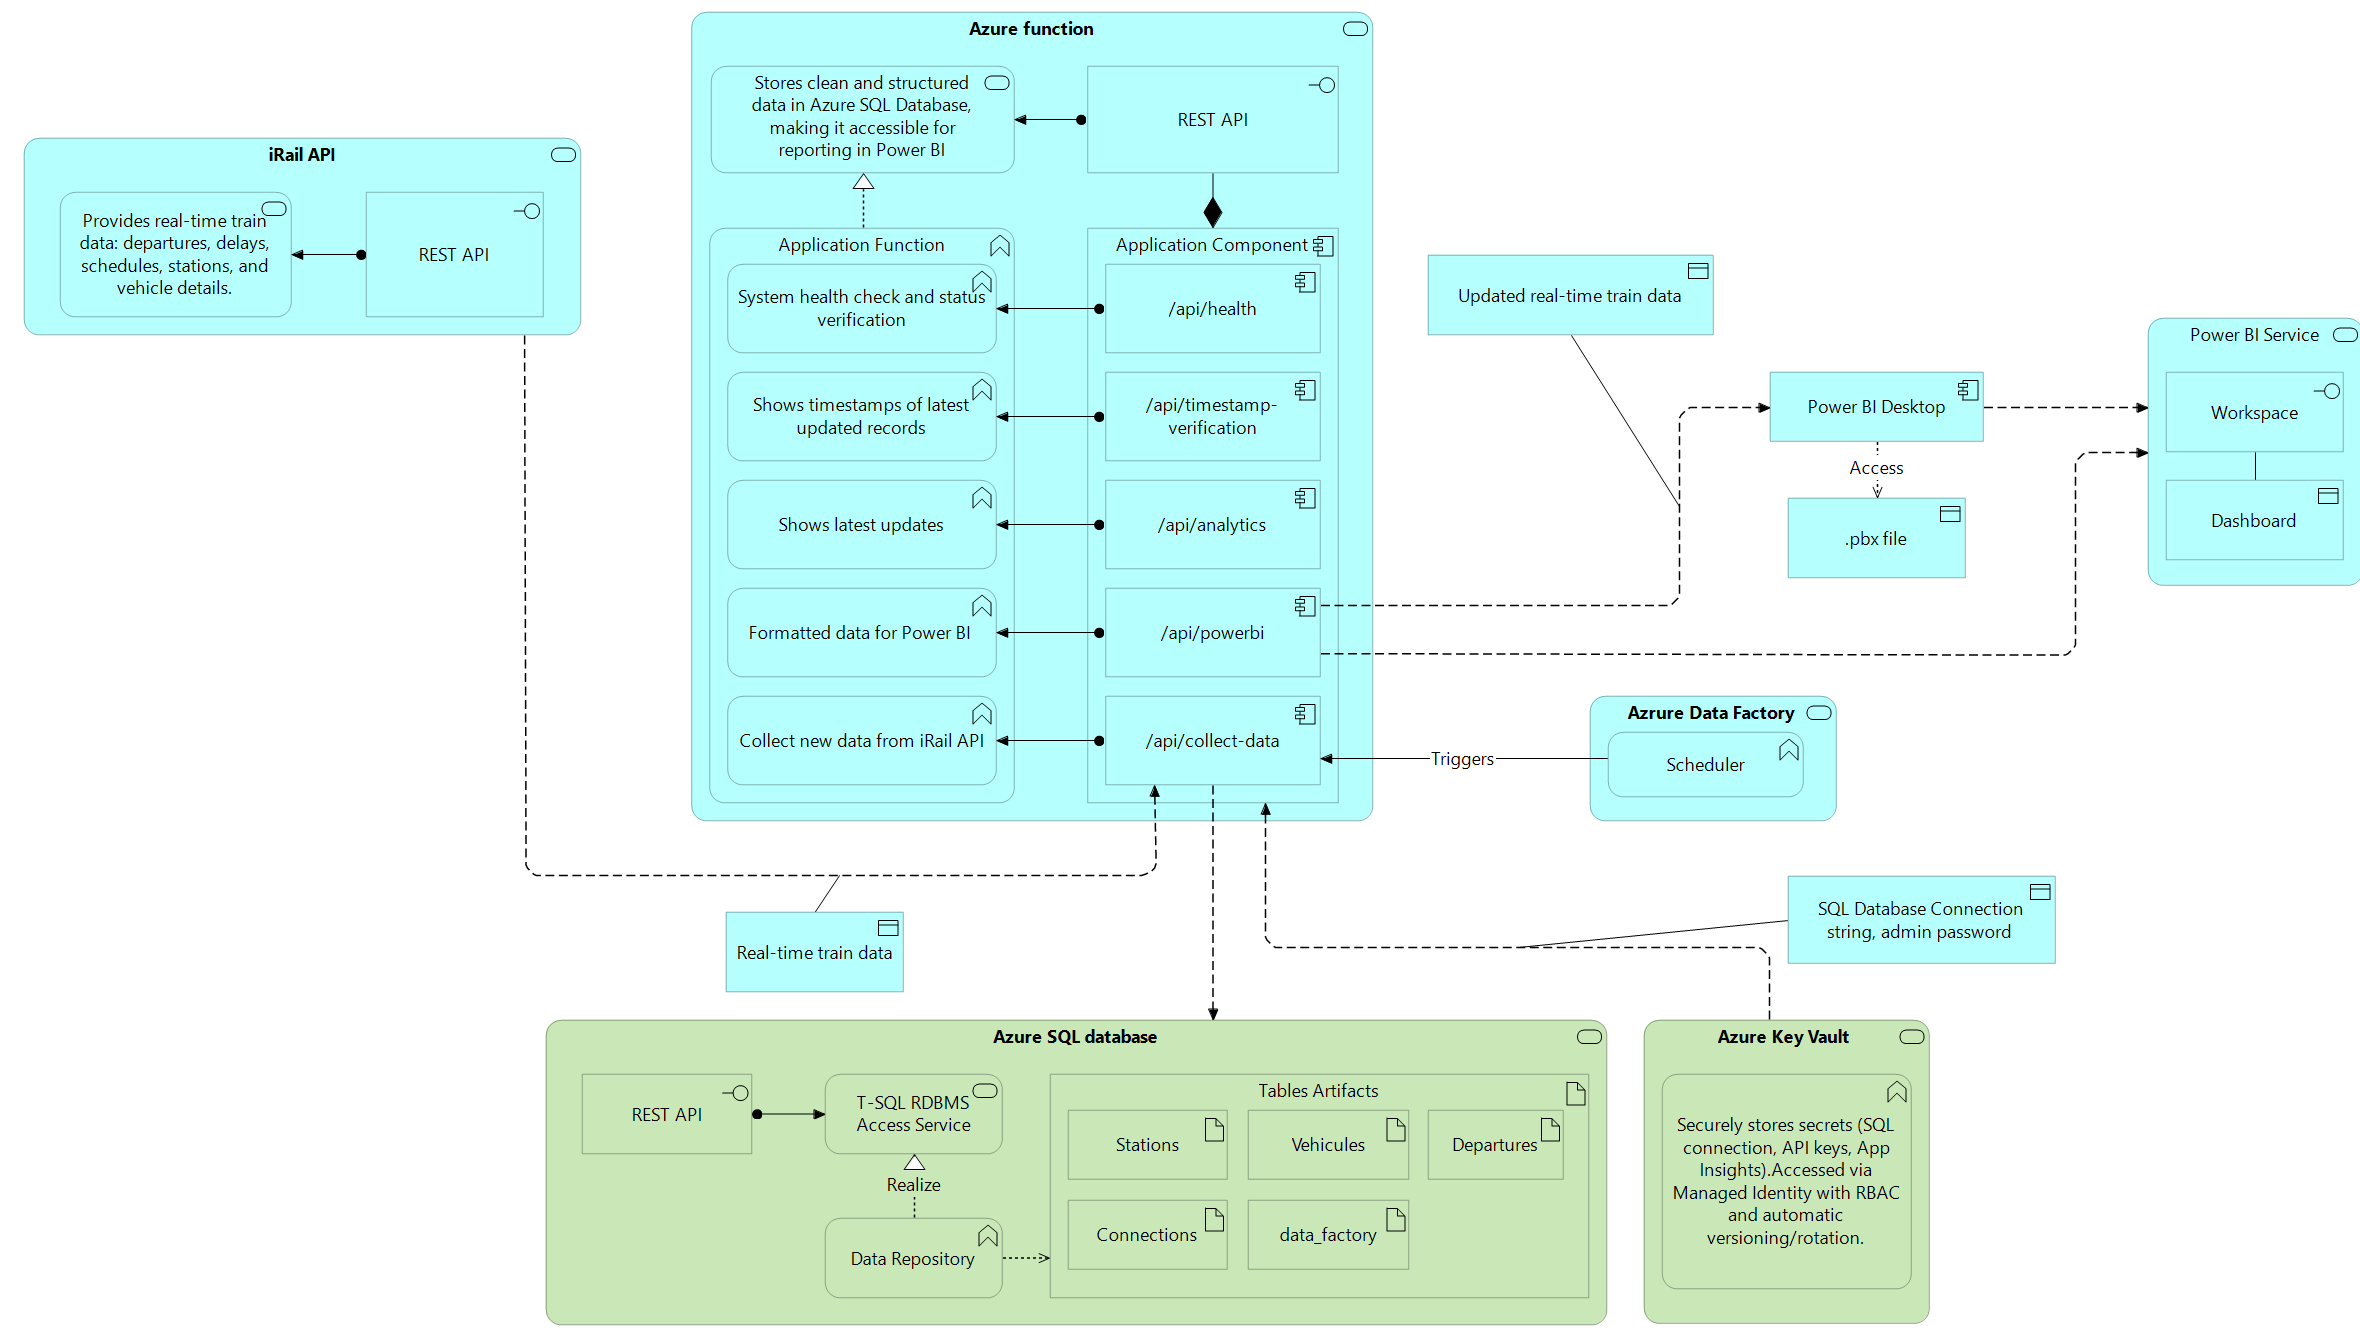 Azure function
Stores clean and structured
data in Azure SQL Database,
making it accessible for
reporting in Power BI
REST API
iRail API
Provides real-time train
data: departures, delays,
schedules, stations, and
vehicle details.
REST API
Application Function
System health check and status
verification
Shows timestamps of latest
updated records
Shows latest updates
Formatted data for Power BI
Collect new data from iRail API
Application Component
/api/health
/api/timestamp-
verification
/api/analytics
/api/powerbi
/api/collect-data
Updated real-time train data
Power BI Desktop
Access
.pbx file
Power BI Service
Workspace
Dashboard
Azrure Data Factory
Scheduler
Triggers
Real-time train data
SQL Database Connection
string, admin password
Azure SQL database
REST API
T-SQL RDBMS
Access Service
Realize
Data Repository
Tables Artifacts
Stations
Vehicules
Departures
Connections
data_factory
Azure Key Vault
Securely stores secrets (SQL
connection, API keys, App
Insights).Accessed via
Managed Identity with RBAC
and automatic
versioning/rotation.